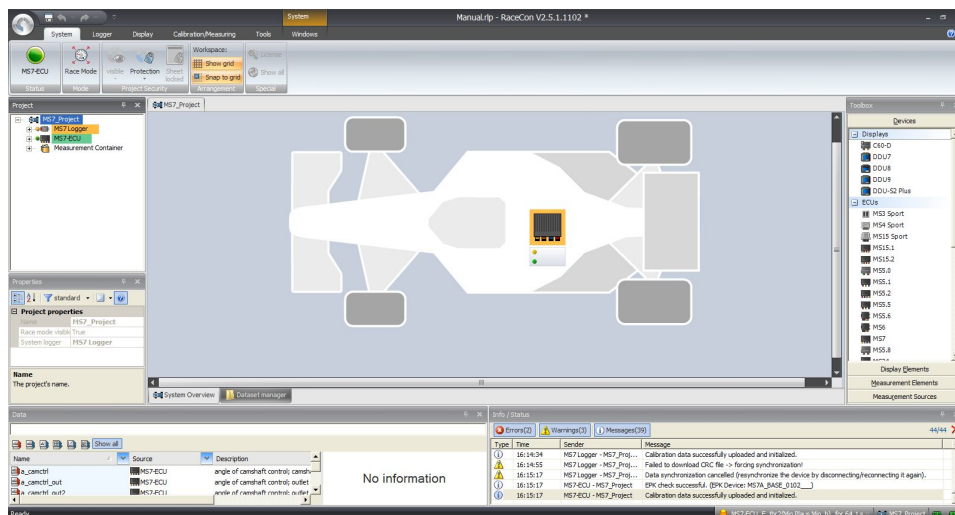 System
Manual.rlp - RaceCon V2.5.1.1102 *
System Logger Display Calibration/Measuring Tools Windows
MS7-ECU
Status
Race Mode
Mode
visible Protection Sheet locked
Project Security
Workspace:
Show grid
Snap to grid
Arrangement
License
Show all
Special
Project
MS7_Project
MS7 Logger
MS7-ECU
Measurement Container
MS7_Project
Toolbox
Devices
Displays
C60-D
DDU7
DDU8
DDU9
DDU-S2 Plus
ECUs
MS3 Sport
MS4 Sport
MS15 Sport
MS15.1
MS15.2
MS5.0
MS5.1
MS5.2
MS5.5
MS5.6
MS6
MS7
MS5.8
Display Elements
Measurement Elements
Measurement Sources
Properties
standard
Project properties
Name MS7_Project
Race mode visible True
System logger MS7 Logger
Name
The project's name.
System Overview Dataset manager
Data
Show all
Name Source Description
a_camctrl MS7-ECU angle of camshaft control; camsh
a_camctrl_out MS7-ECU angle of camshaft control; outlet
a_camctrl_out2 MS7-ECU angle of camshaft control; outlet
No information
Info / Status
Errors(2) Warnings(3) Messages(39) 44/44
Type Time Sender Message
16:14:34 MS7 Logger - MS7_Proj... Calibration data successfully uploaded and initialized.
16:14:55 MS7 Logger - MS7_Proj... Failed to download CRC file -> forcing synchronization!
16:15:17 MS7 Logger - MS7_Proj... Data synchronization cancelled (resynchronize the device by disconnecting/reconnecting it again).
16:15:17 MS7-ECU - MS7_Project EPK check successful. (EPK Device: MS7A_BASE_0102___)
16:15:17 MS7-ECU - MS7_Project Calibration data successfully uploaded and initialized.
Ready
MS7_Project